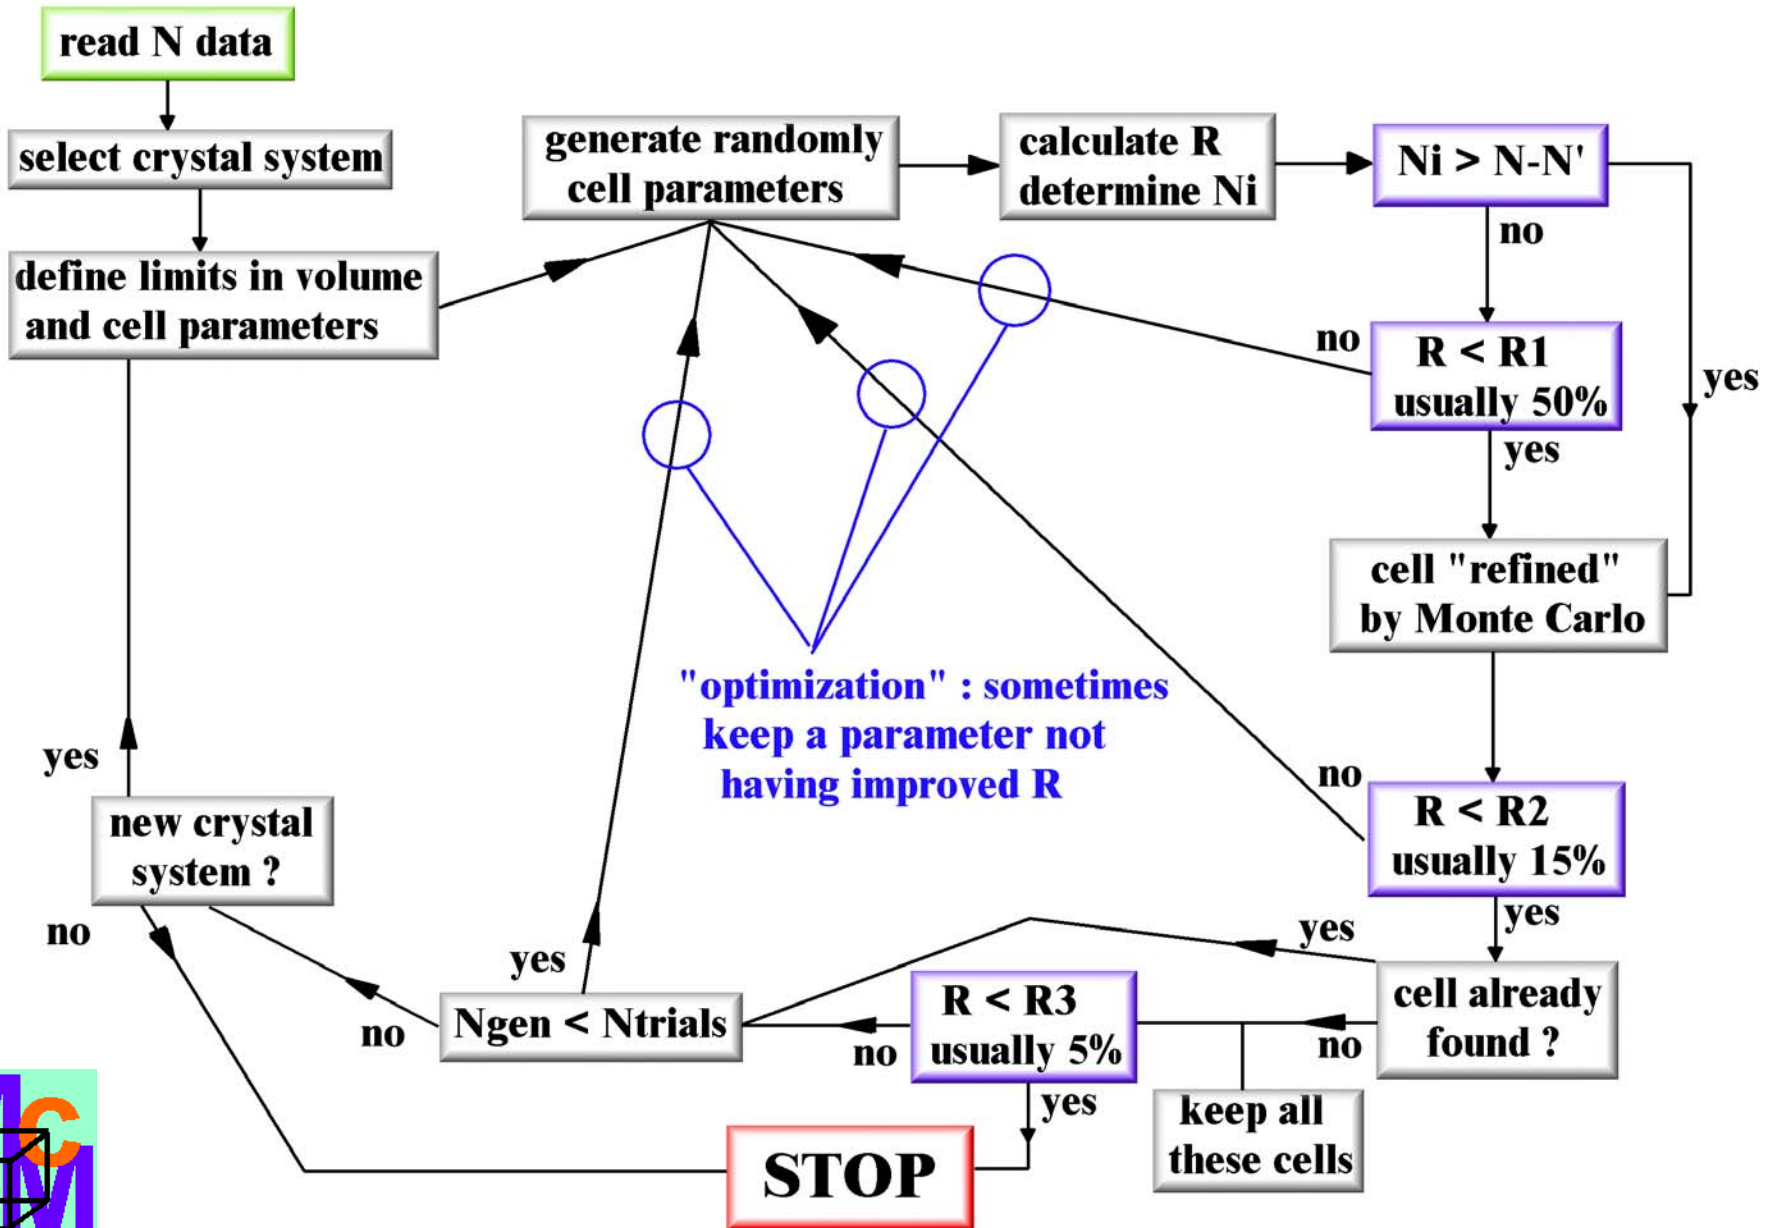 read N data
select crystal system
define limits in volume
and cell parameters
generate randomly
cell parameters
calculate R
determine Ni
Ni > N-N'
no
yes
R < R1
usually 50%
no
yes
cell "refined"
by Monte Carlo
"optimization" : sometimes
keep a parameter not
having improved R
no
R < R2
usually 15%
yes
cell already
found ?
yes
no
keep all
these cells
R < R3
usually 5%
no
yes
Ngen < Ntrials
yes
no
new crystal
system ?
yes
no
STOP
C
M